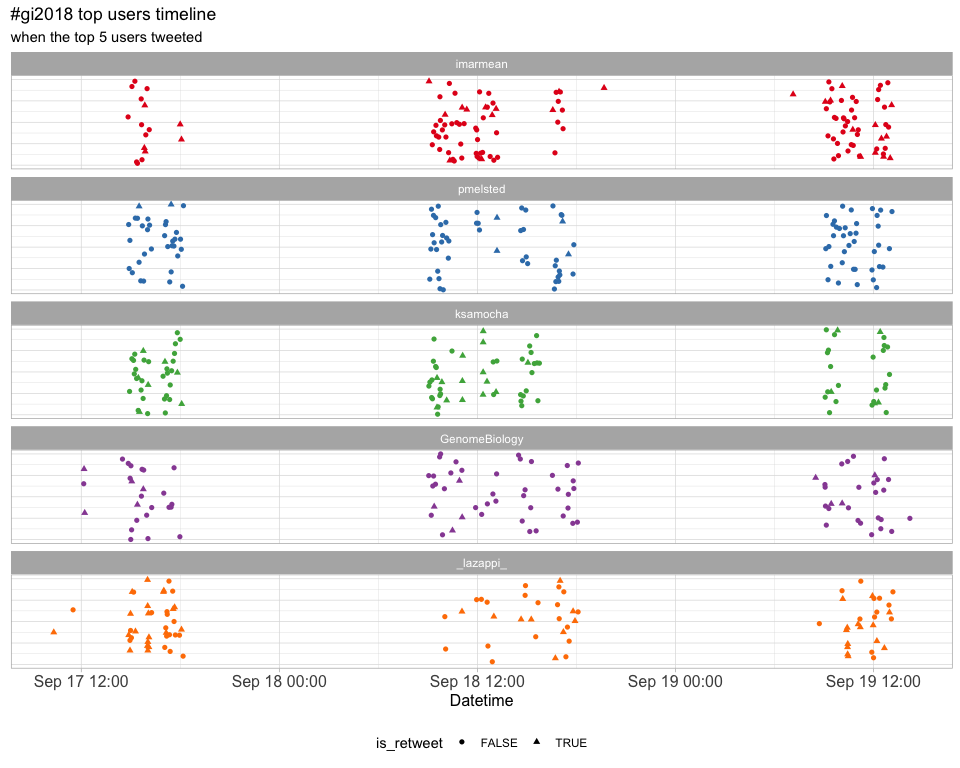 #gi2018 top users timeline
when the top 5 users tweeted
imarmean
pmelsted
ksamocha
GenomeBiology
_lazappi_
Sep 17 12:00 Sep 18 00:00 Sep 18 12:00 Sep 19 00:00 Sep 19 12:00
Datetime
is_retweet FALSE TRUE